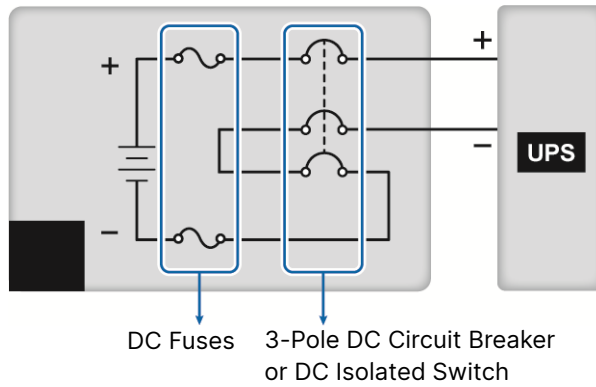 +
+
−
UPS
−
DC Fuses
3-Pole DC Circuit Breaker
or DC Isolated Switch